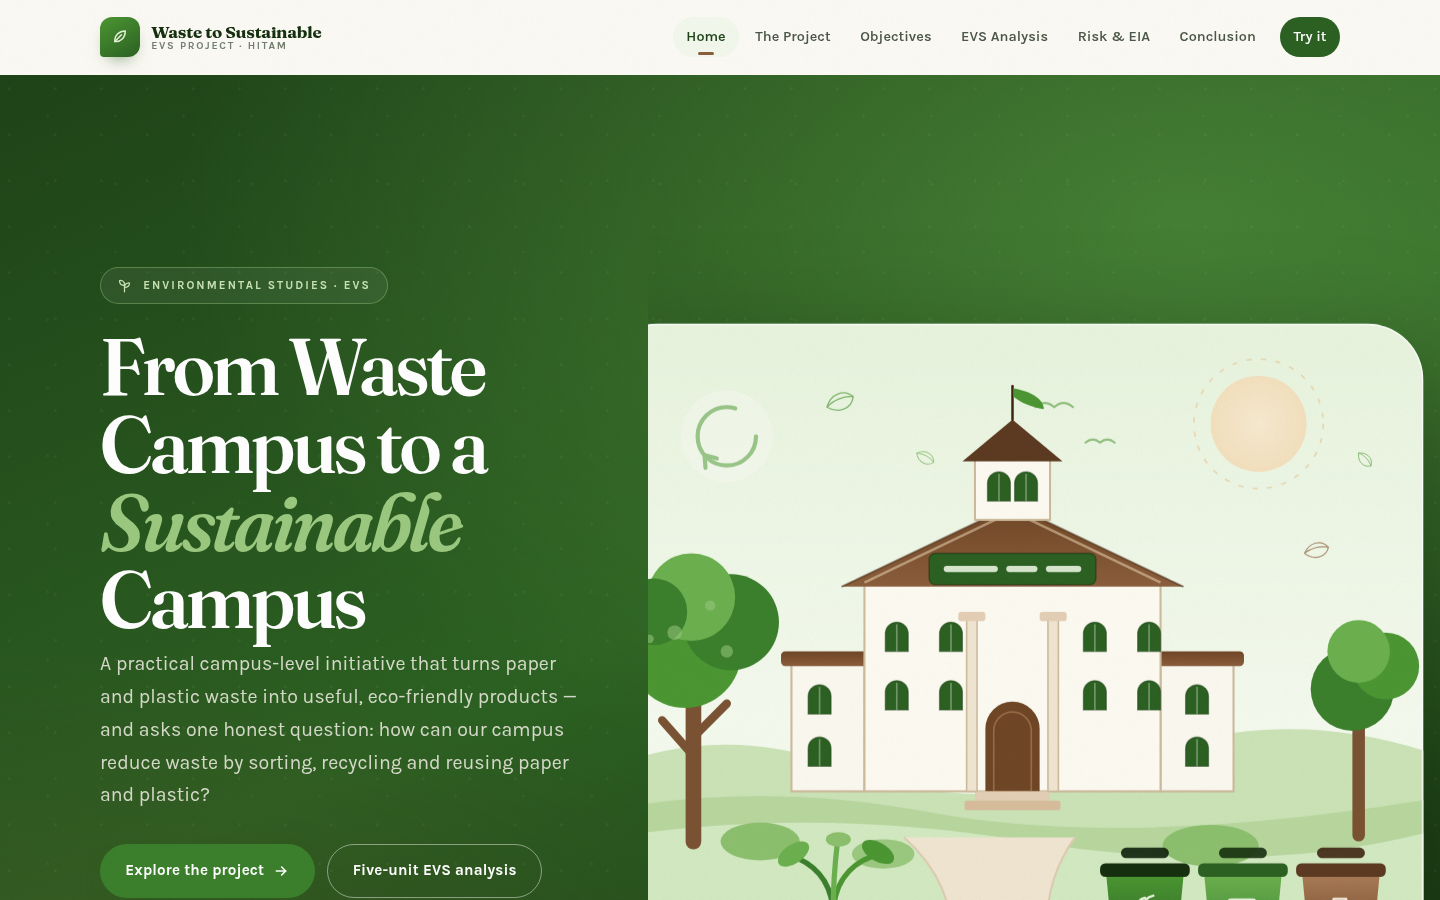 Waste to Sustainable
EVS PROJECT · HITAM
Home
The Project
Objectives
EVS Analysis
Risk & EIA
Conclusion
Try it
ENVIRONMENTAL STUDIES · EVS
From Waste
Campus to a
Sustainable
Campus
A practical campus-level initiative that turns paper
and plastic waste into useful, eco-friendly products —
and asks one honest question: how can our campus
reduce waste by sorting, recycling and reusing paper
and plastic?
Explore the project →
Five-unit EVS analysis